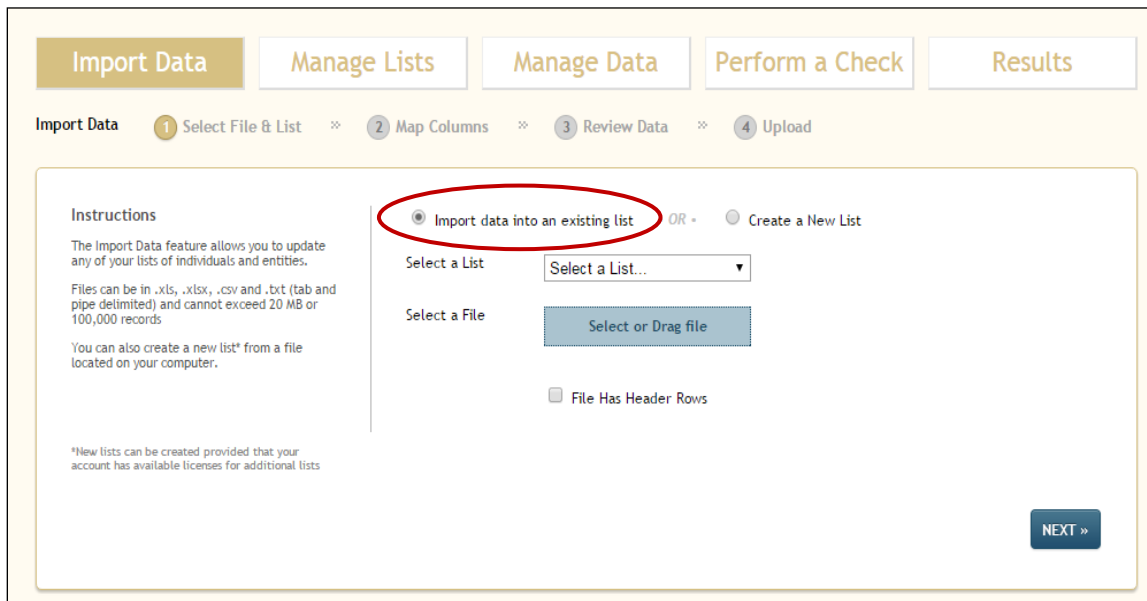 Import Data Manage Lists Manage Data Perform a Check Results
Import Data 1 Select File & List » 2 Map Columns » 3 Review Data » 4 Upload
Instructions
The Import Data feature allows you to update
any of your lists of individuals and entities.
Files can be in .xls, .xlsx, .csv and .txt (tab and
pipe delimited) and cannot exceed 20 MB or
100,000 records
You can also create a new list* from a file
located on your computer.
*New lists can be created provided that your
account has available licenses for additional lists
Import data into an existing list OR • Create a New List
Select a List Select a List...
Select a File Select or Drag file
File Has Header Rows
NEXT »